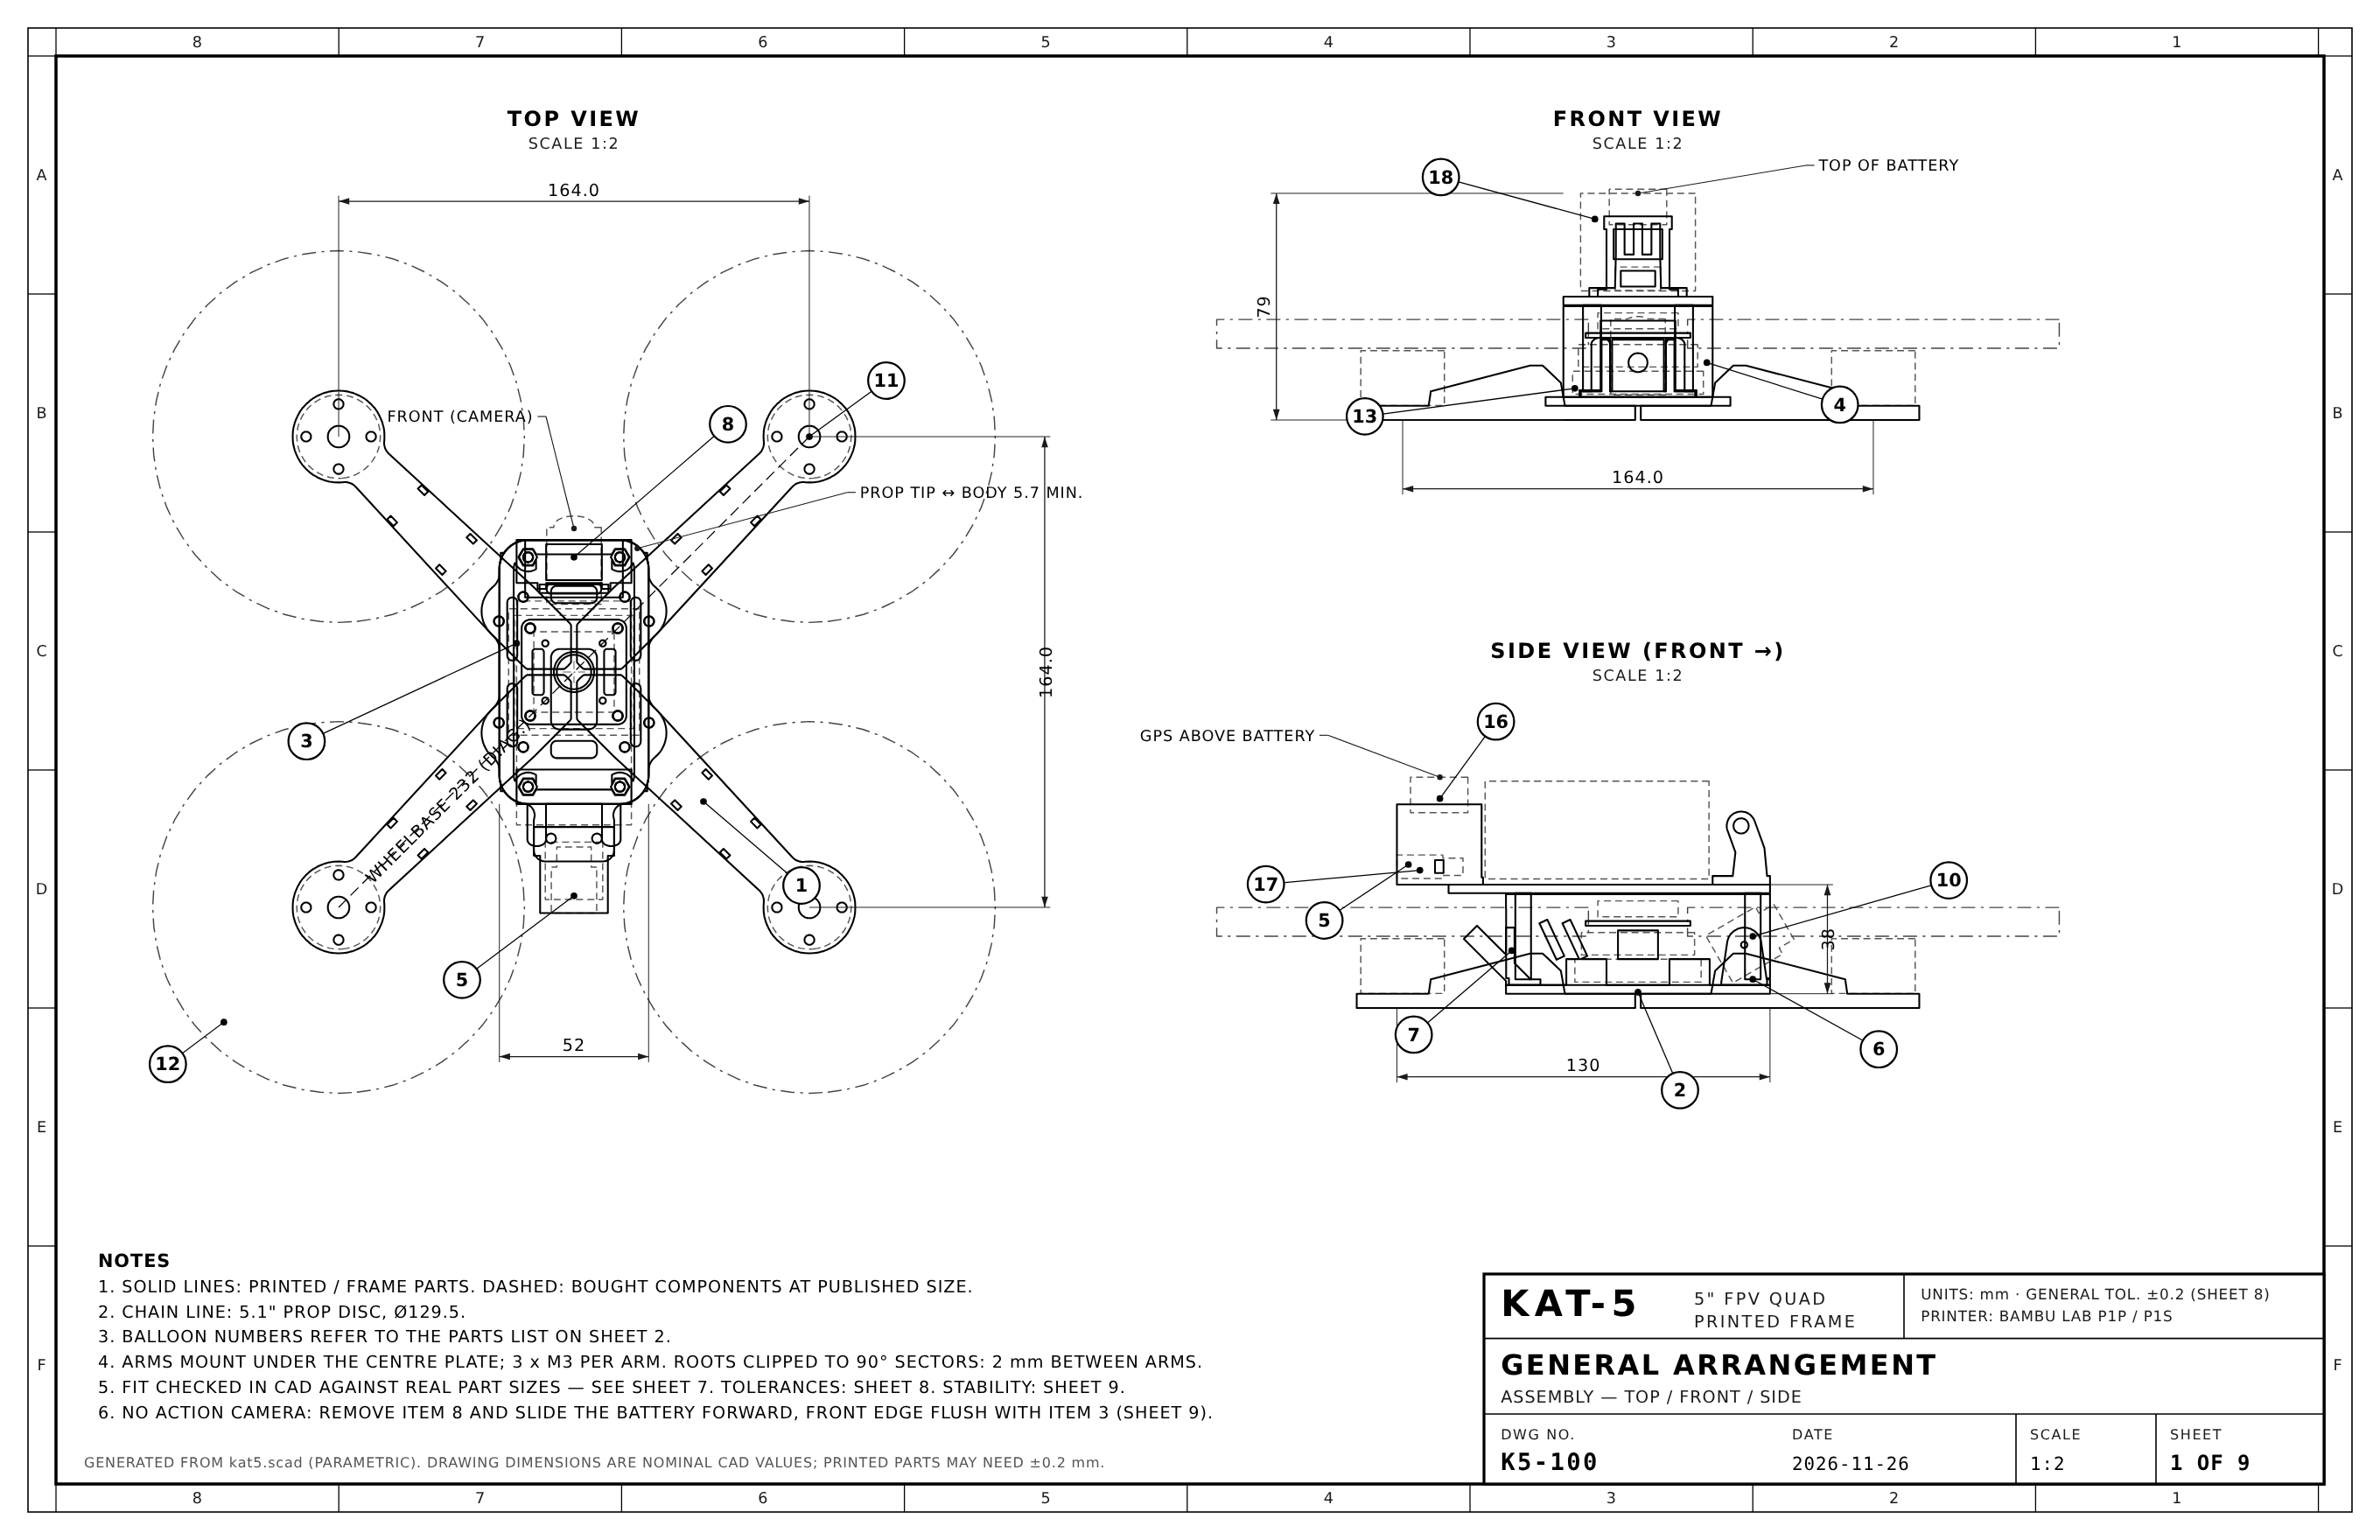 8 7 6 5 4 3 2 1
A
B
C
D
E
F
A
B
C
D
E
F
TOP VIEW
SCALE 1:2
164.0
FRONT (CAMERA)
11
8
PROP TIP ↔ BODY 5.7 MIN.
164.0
3
WHEELBASE 232 (DIAG.)
1
5
12
52
FRONT VIEW
SCALE 1:2
18
TOP OF BATTERY
79
13
4
164.0
SIDE VIEW (FRONT →)
SCALE 1:2
16
GPS ABOVE BATTERY
17
5
10
38
7
6
130
2
NOTES
1. SOLID LINES: PRINTED / FRAME PARTS. DASHED: BOUGHT COMPONENTS AT PUBLISHED SIZE.
2. CHAIN LINE: 5.1" PROP DISC, Ø129.5.
3. BALLOON NUMBERS REFER TO THE PARTS LIST ON SHEET 2.
4. ARMS MOUNT UNDER THE CENTRE PLATE; 3 x M3 PER ARM. ROOTS CLIPPED TO 90° SECTORS: 2 mm BETWEEN ARMS.
5. FIT CHECKED IN CAD AGAINST REAL PART SIZES — SEE SHEET 7. TOLERANCES: SHEET 8. STABILITY: SHEET 9.
6. NO ACTION CAMERA: REMOVE ITEM 8 AND SLIDE THE BATTERY FORWARD, FRONT EDGE FLUSH WITH ITEM 3 (SHEET 9).
GENERATED FROM kat5.scad (PARAMETRIC). DRAWING DIMENSIONS ARE NOMINAL CAD VALUES; PRINTED PARTS MAY NEED ±0.2 mm.
KAT-5
5" FPV QUAD
PRINTED FRAME
UNITS: mm · GENERAL TOL. ±0.2 (SHEET 8)
PRINTER: BAMBU LAB P1P / P1S
GENERAL ARRANGEMENT
ASSEMBLY — TOP / FRONT / SIDE
DWG NO.
K5-100
DATE
2026-11-26
SCALE
1:2
SHEET
1 OF 9
8 7 6 5 4 3 2 1